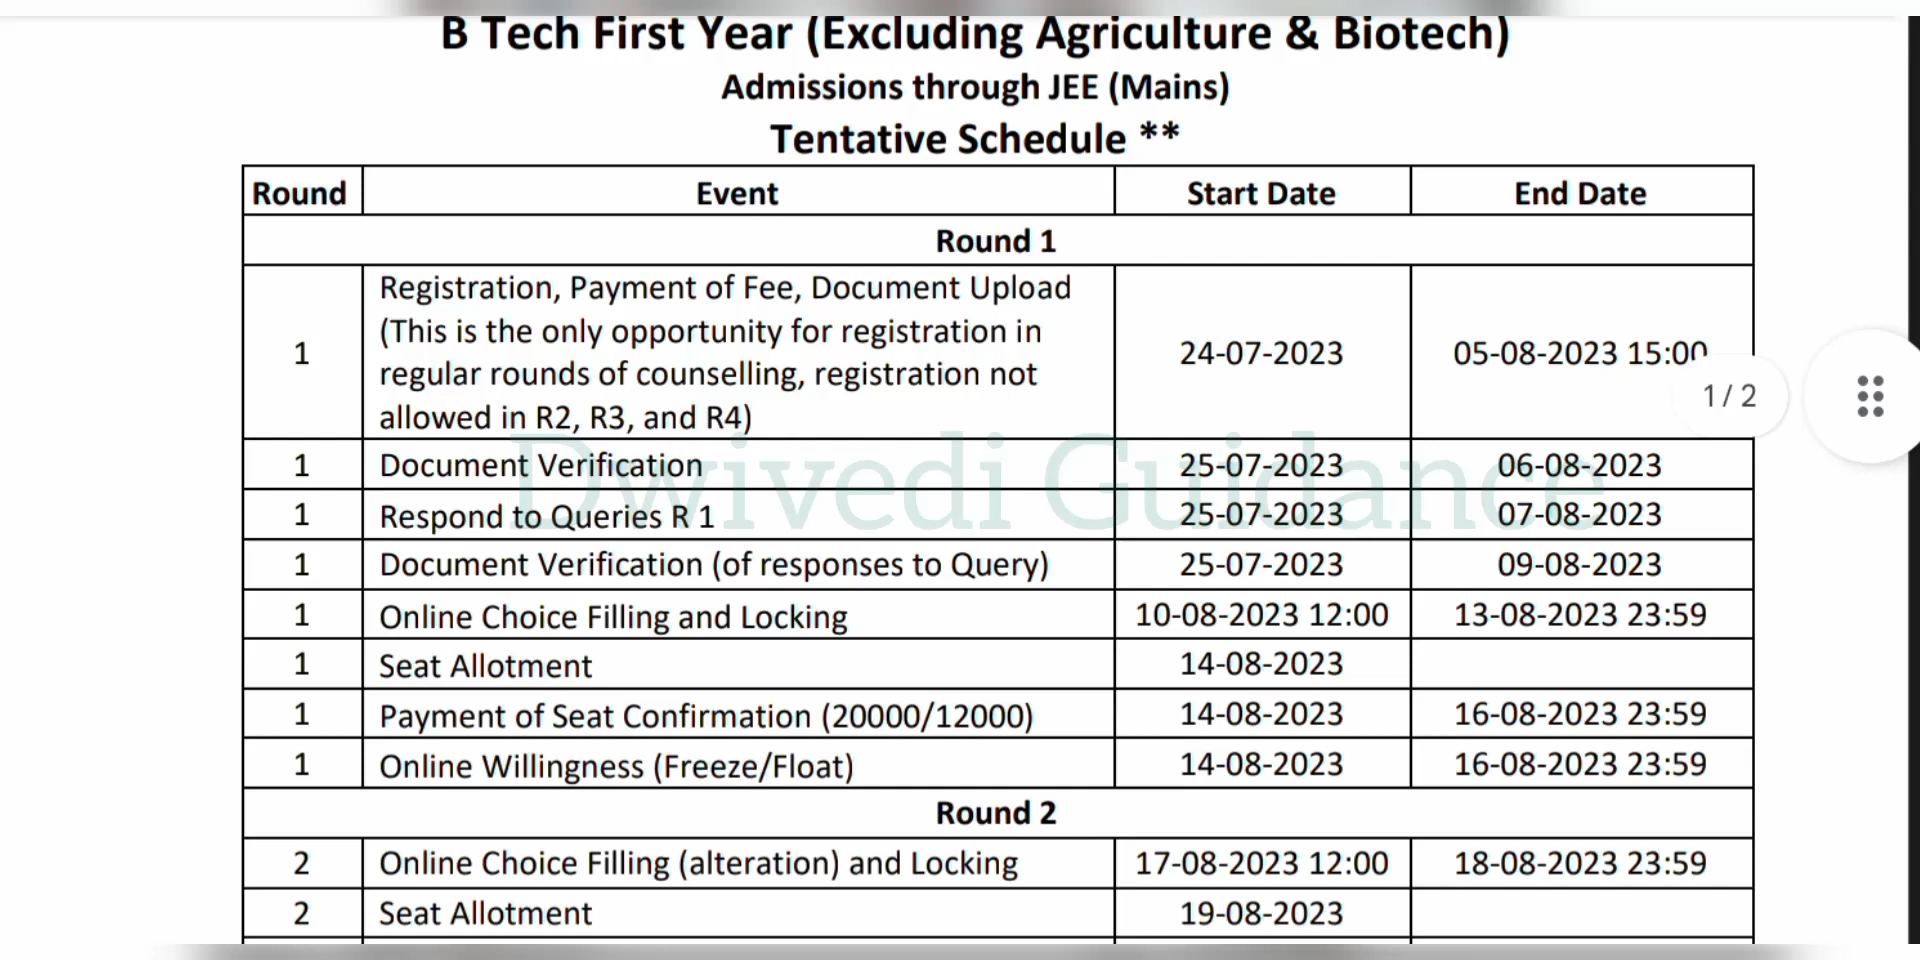 B Tech First Year (Excluding Agriculture & Biotech)
Admissions through JEE (Mains)
Tentative Schedule **
Round Event Start Date End Date
Round 1
1 Registration, Payment of Fee, Document Upload
(This is the only opportunity for registration in
regular rounds of counselling, registration not
allowed in R2, R3, and R4) 24-07-2023 05-08-2023 15:00
1 / 2
1 Document Verification 25-07-2023 06-08-2023
Dwivedi Guidance
1 Respond to Queries R 1 25-07-2023 07-08-2023
1 Document Verification (of responses to Query) 25-07-2023 09-08-2023
1 Online Choice Filling and Locking 10-08-2023 12:00 13-08-2023 23:59
1 Seat Allotment 14-08-2023
1 Payment of Seat Confirmation (20000/12000) 14-08-2023 16-08-2023 23:59
1 Online Willingness (Freeze/Float) 14-08-2023 16-08-2023 23:59
Round 2
2 Online Choice Filling (alteration) and Locking 17-08-2023 12:00 18-08-2023 23:59
2 Seat Allotment 19-08-2023